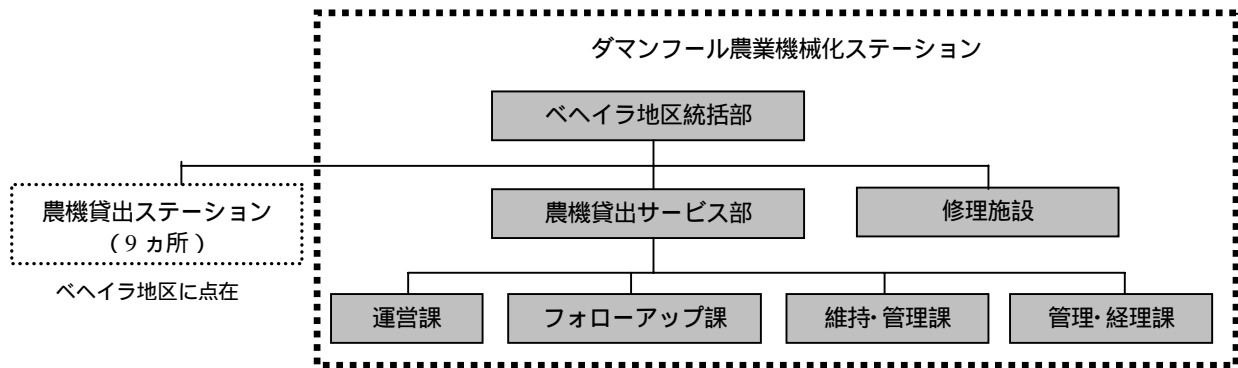 ダマンフール農業機械化ステーション
ベヘイラ地区統括部
農機貸出ステーション
(9ヵ所)
農機貸出サービス部
修理施設
ベヘイラ地区に点在
運営課
フォローアップ課
維持・管理課
管理・経理課